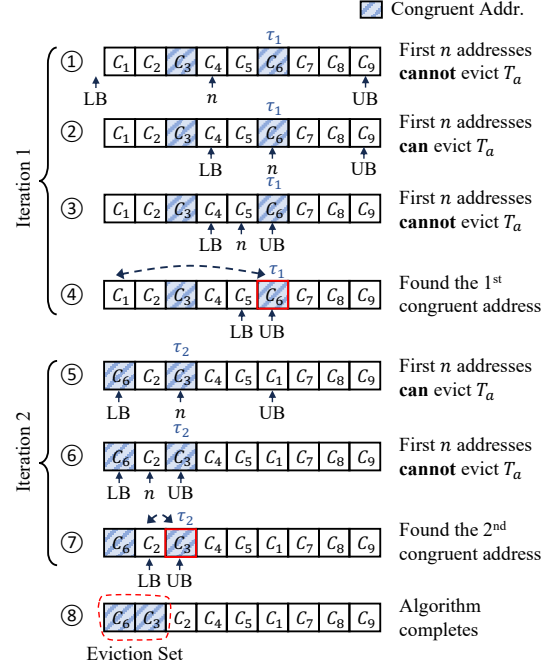 Congruent Addr.
τ1
① C1 C2 C3 C4 C5 C6 C7 C8 C9 First n addresses
cannot evict Ta
LB n UB
τ1
② C1 C2 C3 C4 C5 C6 C7 C8 C9 First n addresses
can evict Ta
LB n UB
τ1
③ C1 C2 C3 C4 C5 C6 C7 C8 C9 First n addresses
cannot evict Ta
LB n UB
τ1
④ C1 C2 C3 C4 C5 C6 C7 C8 C9 Found the 1st
congruent address
LB UB
Iteration 1
τ2
⑤ C6 C2 C3 C4 C5 C1 C7 C8 C9 First n addresses
can evict Ta
LB n UB
τ2
⑥ C6 C2 C3 C4 C5 C1 C7 C8 C9 First n addresses
cannot evict Ta
LB n UB
τ2
⑦ C6 C2 C3 C4 C5 C1 C7 C8 C9 Found the 2nd
congruent address
LB UB
Iteration 2
⑧ C6 C3 C2 C4 C5 C1 C7 C8 C9 Algorithm
completes
Eviction Set